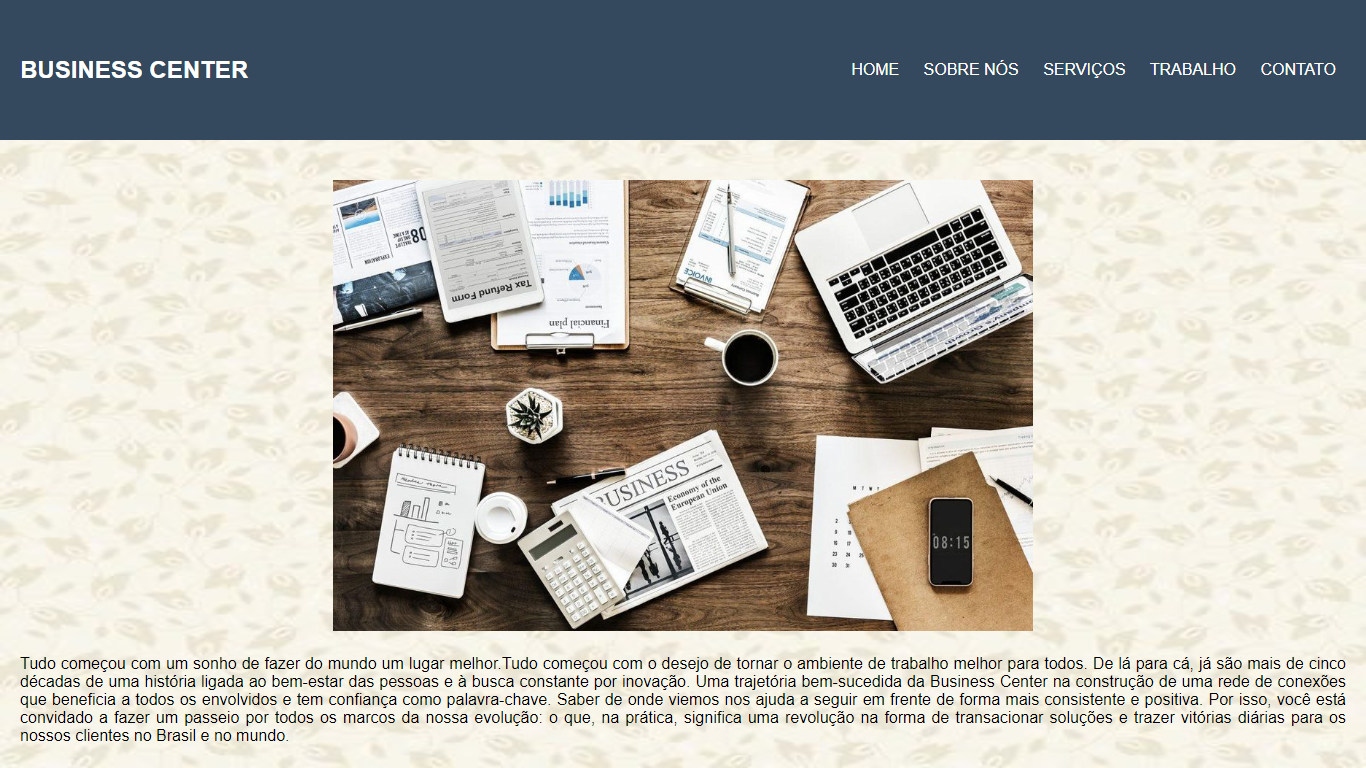 BUSINESS CENTER
HOME SOBRE NÓS SERVIÇOS TRABALHO CONTATO
Tax Refund Form
Financial plan
INVOICE
BUSINESS
Economy of the
European Union
08:15
Tudo começou com um sonho de fazer do mundo um lugar melhor.Tudo começou com o desejo de tornar o ambiente de trabalho melhor para todos. De lá para cá, já são mais de cinco
décadas de uma história ligada ao bem-estar das pessoas e à busca constante por inovação. Uma trajetória bem-sucedida da Business Center na construção de uma rede de conexões
que beneficia a todos os envolvidos e tem confiança como palavra-chave. Saber de onde viemos nos ajuda a seguir em frente de forma mais consistente e positiva. Por isso, você está
convidado a fazer um passeio por todos os marcos da nossa evolução: o que, na prática, significa uma revolução na forma de transacionar soluções e trazer vitórias diárias para os
nossos clientes no Brasil e no mundo.